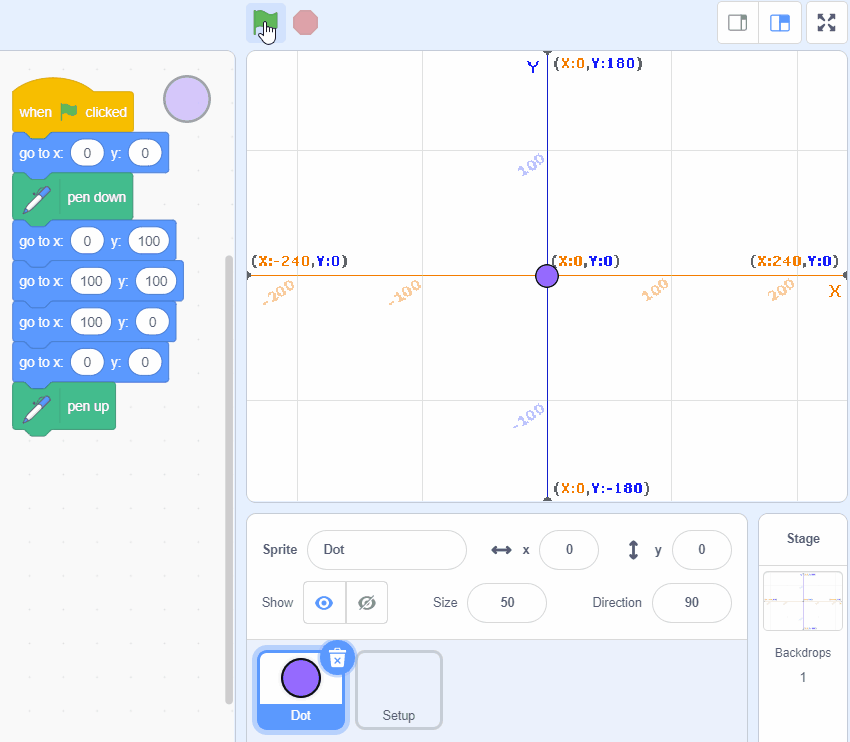 when clicked
go to x: 0 y: 0
pen down
go to x: 0 y: 100
go to x: 100 y: 100
go to x: 100 y: 0
go to x: 0 y: 0
pen up
Y (X:0,Y:180)
100
(X:-240,Y:0) (X:0,Y:0) (X:240,Y:0)
-200 -100 100 200 X
-100
(X:0,Y:-180)
Sprite Dot x 0 y 0
Show Size 50 Direction 90
Dot
Setup
Stage
Backdrops
1